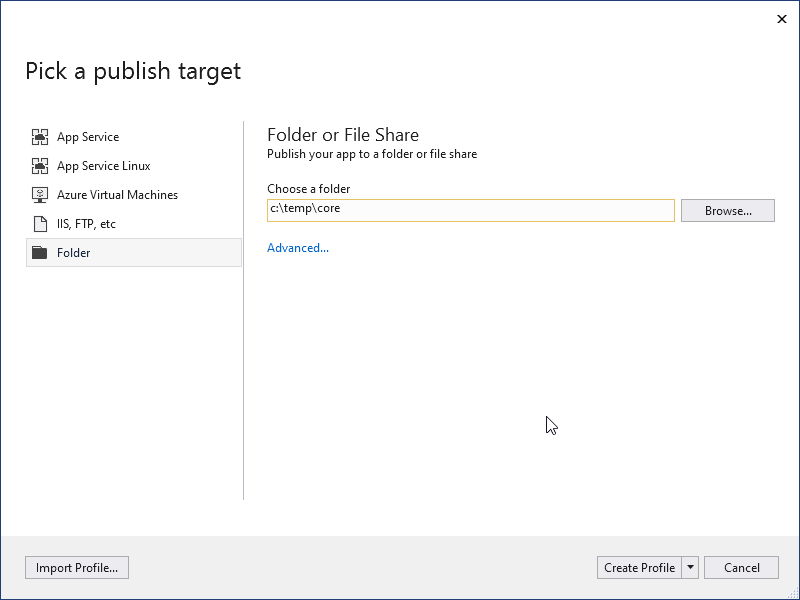 Pick a publish target
App Service
App Service Linux
Azure Virtual Machines
IIS, FTP, etc
Folder
Folder or File Share
Publish your app to a folder or file share
Choose a folder
c:\temp\core
Browse...
Advanced...
Import Profile...
Create Profile
Cancel